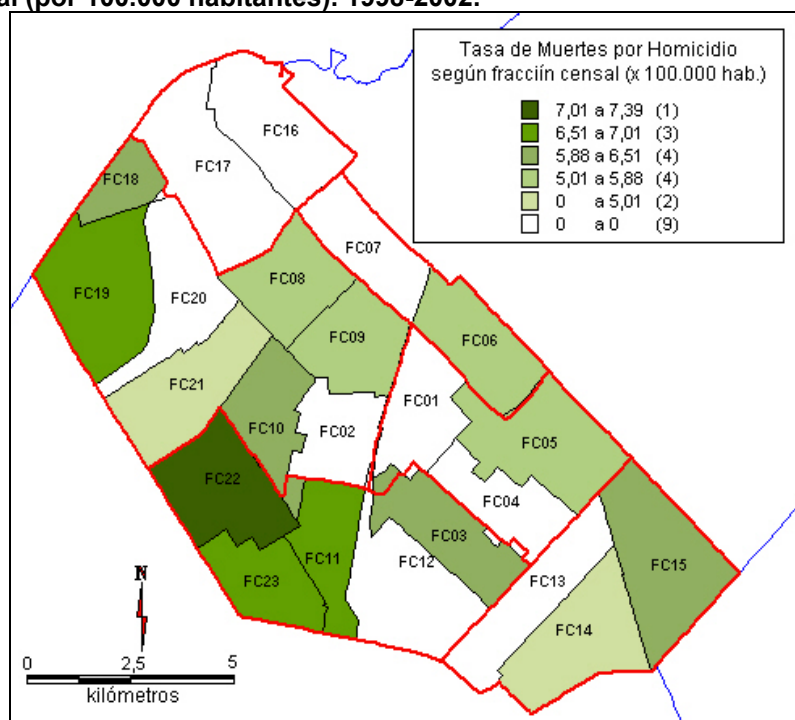 al (por 100.000 habitantes). 1998-2002.
Tasa de Muertes por Homicidio
según fracciín censal (x 100.000 hab.)
7,01 a 7,39 (1)
6,51 a 7,01 (3)
5,88 a 6,51 (4)
5,01 a 5,88 (4)
0 a 5,01 (2)
0 a 0 (9)
FC16
FC17
FC18
FC07
FC08
FC19
FC20
FC09
FC06
FC21
FC01
FC10
FC02
FC05
FC22
FC04
FC03
FC11
FC12
FC15
FC13
FC23
FC14
N
0 2,5 5
kilómetros